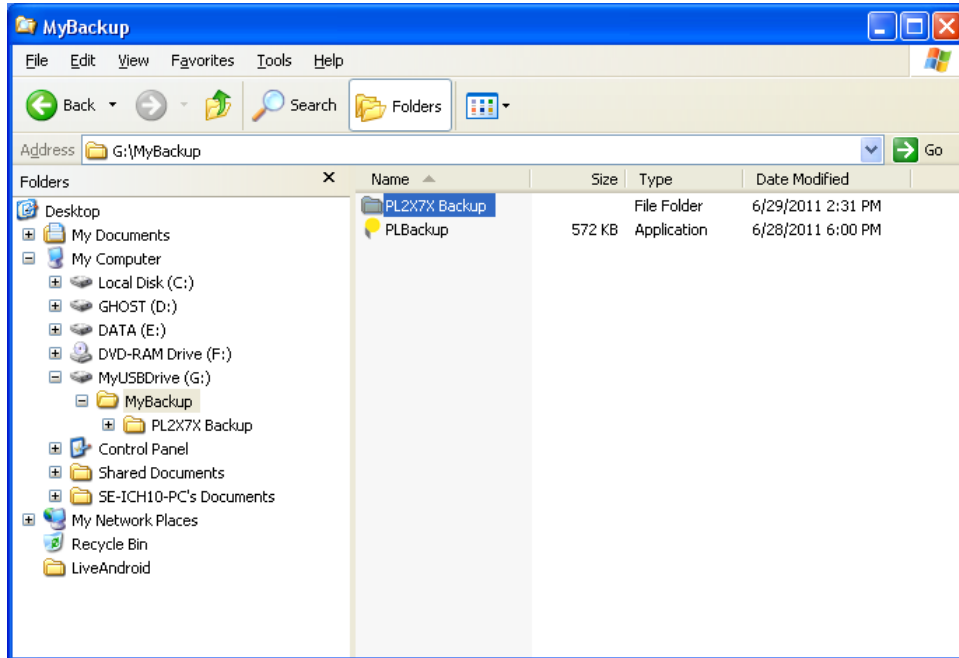 MyBackup
File Edit View Favorites Tools Help
Back Search Folders
Address G:\MyBackup Go
Folders x Name Size Type Date Modified
Desktop
My Documents
My Computer
Local Disk (C:)
GHOST (D:)
DATA (E:)
DVD-RAM Drive (F:)
MyUSBDrive (G:)
MyBackup
PL2X7X Backup
Control Panel
Shared Documents
SE-ICH10-PC's Documents
My Network Places
Recycle Bin
LiveAndroid
PL2X7X Backup File Folder 6/29/2011 2:31 PM
PLBackup 572 KB Application 6/28/2011 6:00 PM